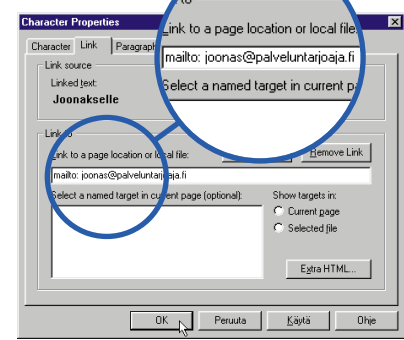 to
Character Properties
Link to a page location or local file:
Character Link Paragraph
mailto: joonas@palveluntarjoaja.fi
Link source
Linked text:
Joonakselle
Select a named target in current pa
Link to
Link to a page location or local file:
Remove Link
mailto: joonas@palveluntarjoaja.fi
Select a named target in current page (optional):
Show targets in:
Current page
Selected file
Extra HTML...
OK Peruuta Käytä Ohje